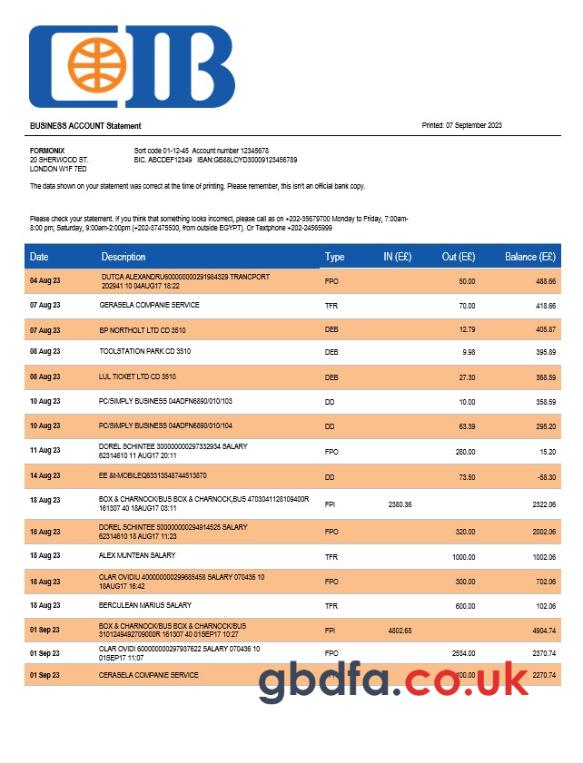 CIB
BUSINESS ACCOUNT Statement Printed: 07 September 2023
FORMONIX Sort code 01-12-45 Account number 12345678
20 SHERWOOD ST. BIC. ABCDEF12349 IBAN.GB88LOYD30009123456789
LONDON W1F 7ED
The data shown on your statement was correct at the time of printing. Please remember, this isn't an official bank copy.
Please check your statement. If you think that something looks incorrect, please call as on +202-35679700 Monday to Friday, 7:00am-
8:00 pm; Saturday, 9:00am-2:00pm (+202-37475500, from outside EGYPT). Or Textphone +202-24565999
Date Description Type IN (E£) Out (E£) Balance (E£)
04 Aug 23 DUTCA ALEXANDRU600000000291984329 TRANCPORT FPO 50.00 488.66
202941 10 04AUG17 18:22
07 Aug 23 GERASELA COMPANIE SERVICE TFR 70.00 418.66
07 Aug 23 BP NORTHOLT LTD CD 3510 DEB 12.79 405.87
08 Aug 23 TOOLSTATION PARK CD 3510 DEB 9.98 395.89
08 Aug 23 LUL TICKET LTD CD 3510 DEB 27.30 368.59
10 Aug 23 PC/SIMPLY BUSINESS 04ADFN6890/010/103 DD 10.00 358.59
10 Aug 23 PC/SIMPLY BUSINESS 04ADFN6890/010/104 DD 63.39 295.20
11 Aug 23 DOREL SCHINTEE 300000000297332934 SALARY FPO 280.00 15.20
62314610 11 AUG17 20:11
14 Aug 23 DD 73.50 -58.30
18 Aug 23 BOX & CHARNOCK/BUS BOX & CHARNOCK,BUS 4703041128109400R FPI 2380.36 2322.06
161307 40 18AUG17 03:11
18 Aug 23 DOREL SCHINTEE 500000000294914525 SALARY FPO 320.00 2002.06
62314610 18 AUG17 11:23
18 Aug 23 ALEX MUNTEAN SALARY TFR 1000.00 1002.06
18 Aug 23 OLAR OVIDIU 400000000299685458 SALARY 070436 10 FPO 300.00 702.06
18AUG17 16:42
18 Aug 23 BERCULEAN MARIUS SALARY TFR 600.00 102.06
01 Sep 23 BOX & CHARNOCK/BUS BOX & CHARNOCK/BUS FPI 4802.68 4904.74
3101249492709000R 161307 40 01SEP17 10:27
01 Sep 23 OLAR OVIDI 600000000297937622 SALARY 070436 10 FPO 2534.00 2370.74
01SEP17 11:07
01 Sep 23 CERASELA COMPANIE SERVICE 2270.74
gbdfa.co.uk